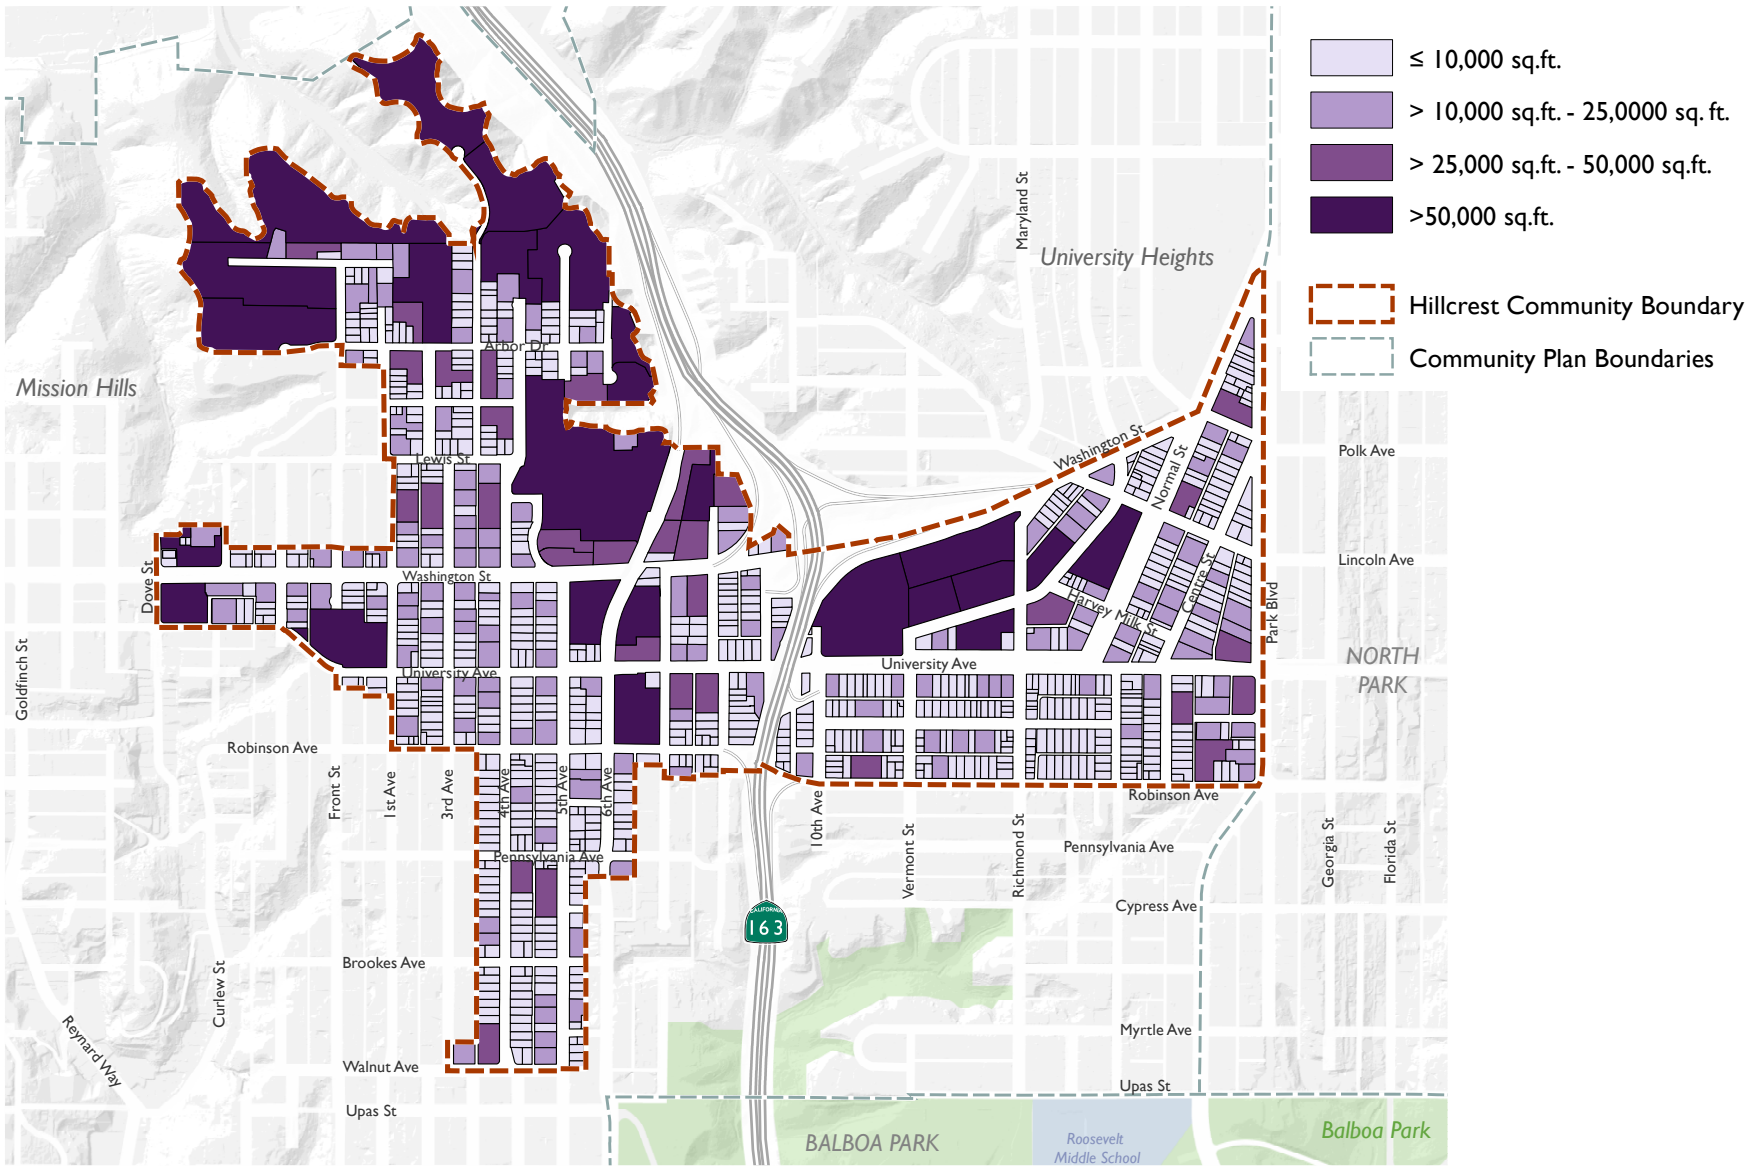 ≤ 10,000 sq.ft.
> 10,000 sq.ft. - 25,0000 sq. ft.
> 25,000 sq.ft. - 50,000 sq.ft.
>50,000 sq.ft.
Hillcrest Community Boundary
Community Plan Boundaries
Maryland St
University Heights
Arbor Dr
Mission Hills
Washington St
Normal St
Polk Ave
Lewis St
Lincoln Ave
Washington St
Dove St
Centre St
Harvey Milk St
Park Blvd
Goldfinch St
University Ave
University Ave
NORTH
PARK
Robinson Ave
Front St
1st Ave
3rd Ave
4th Ave
5th Ave
6th Ave
10th Ave
Robinson Ave
Pennsylvania Ave
Vermont St
Richmond St
Pennsylvania Ave
Georgia St
Florida St
Cypress Ave
CALIFORNIA
163
Brookes Ave
Curlew St
Reynard Way
Myrtle Ave
Walnut Ave
Upas St
Upas St
BALBOA PARK
Roosevelt
Middle School
Balboa Park